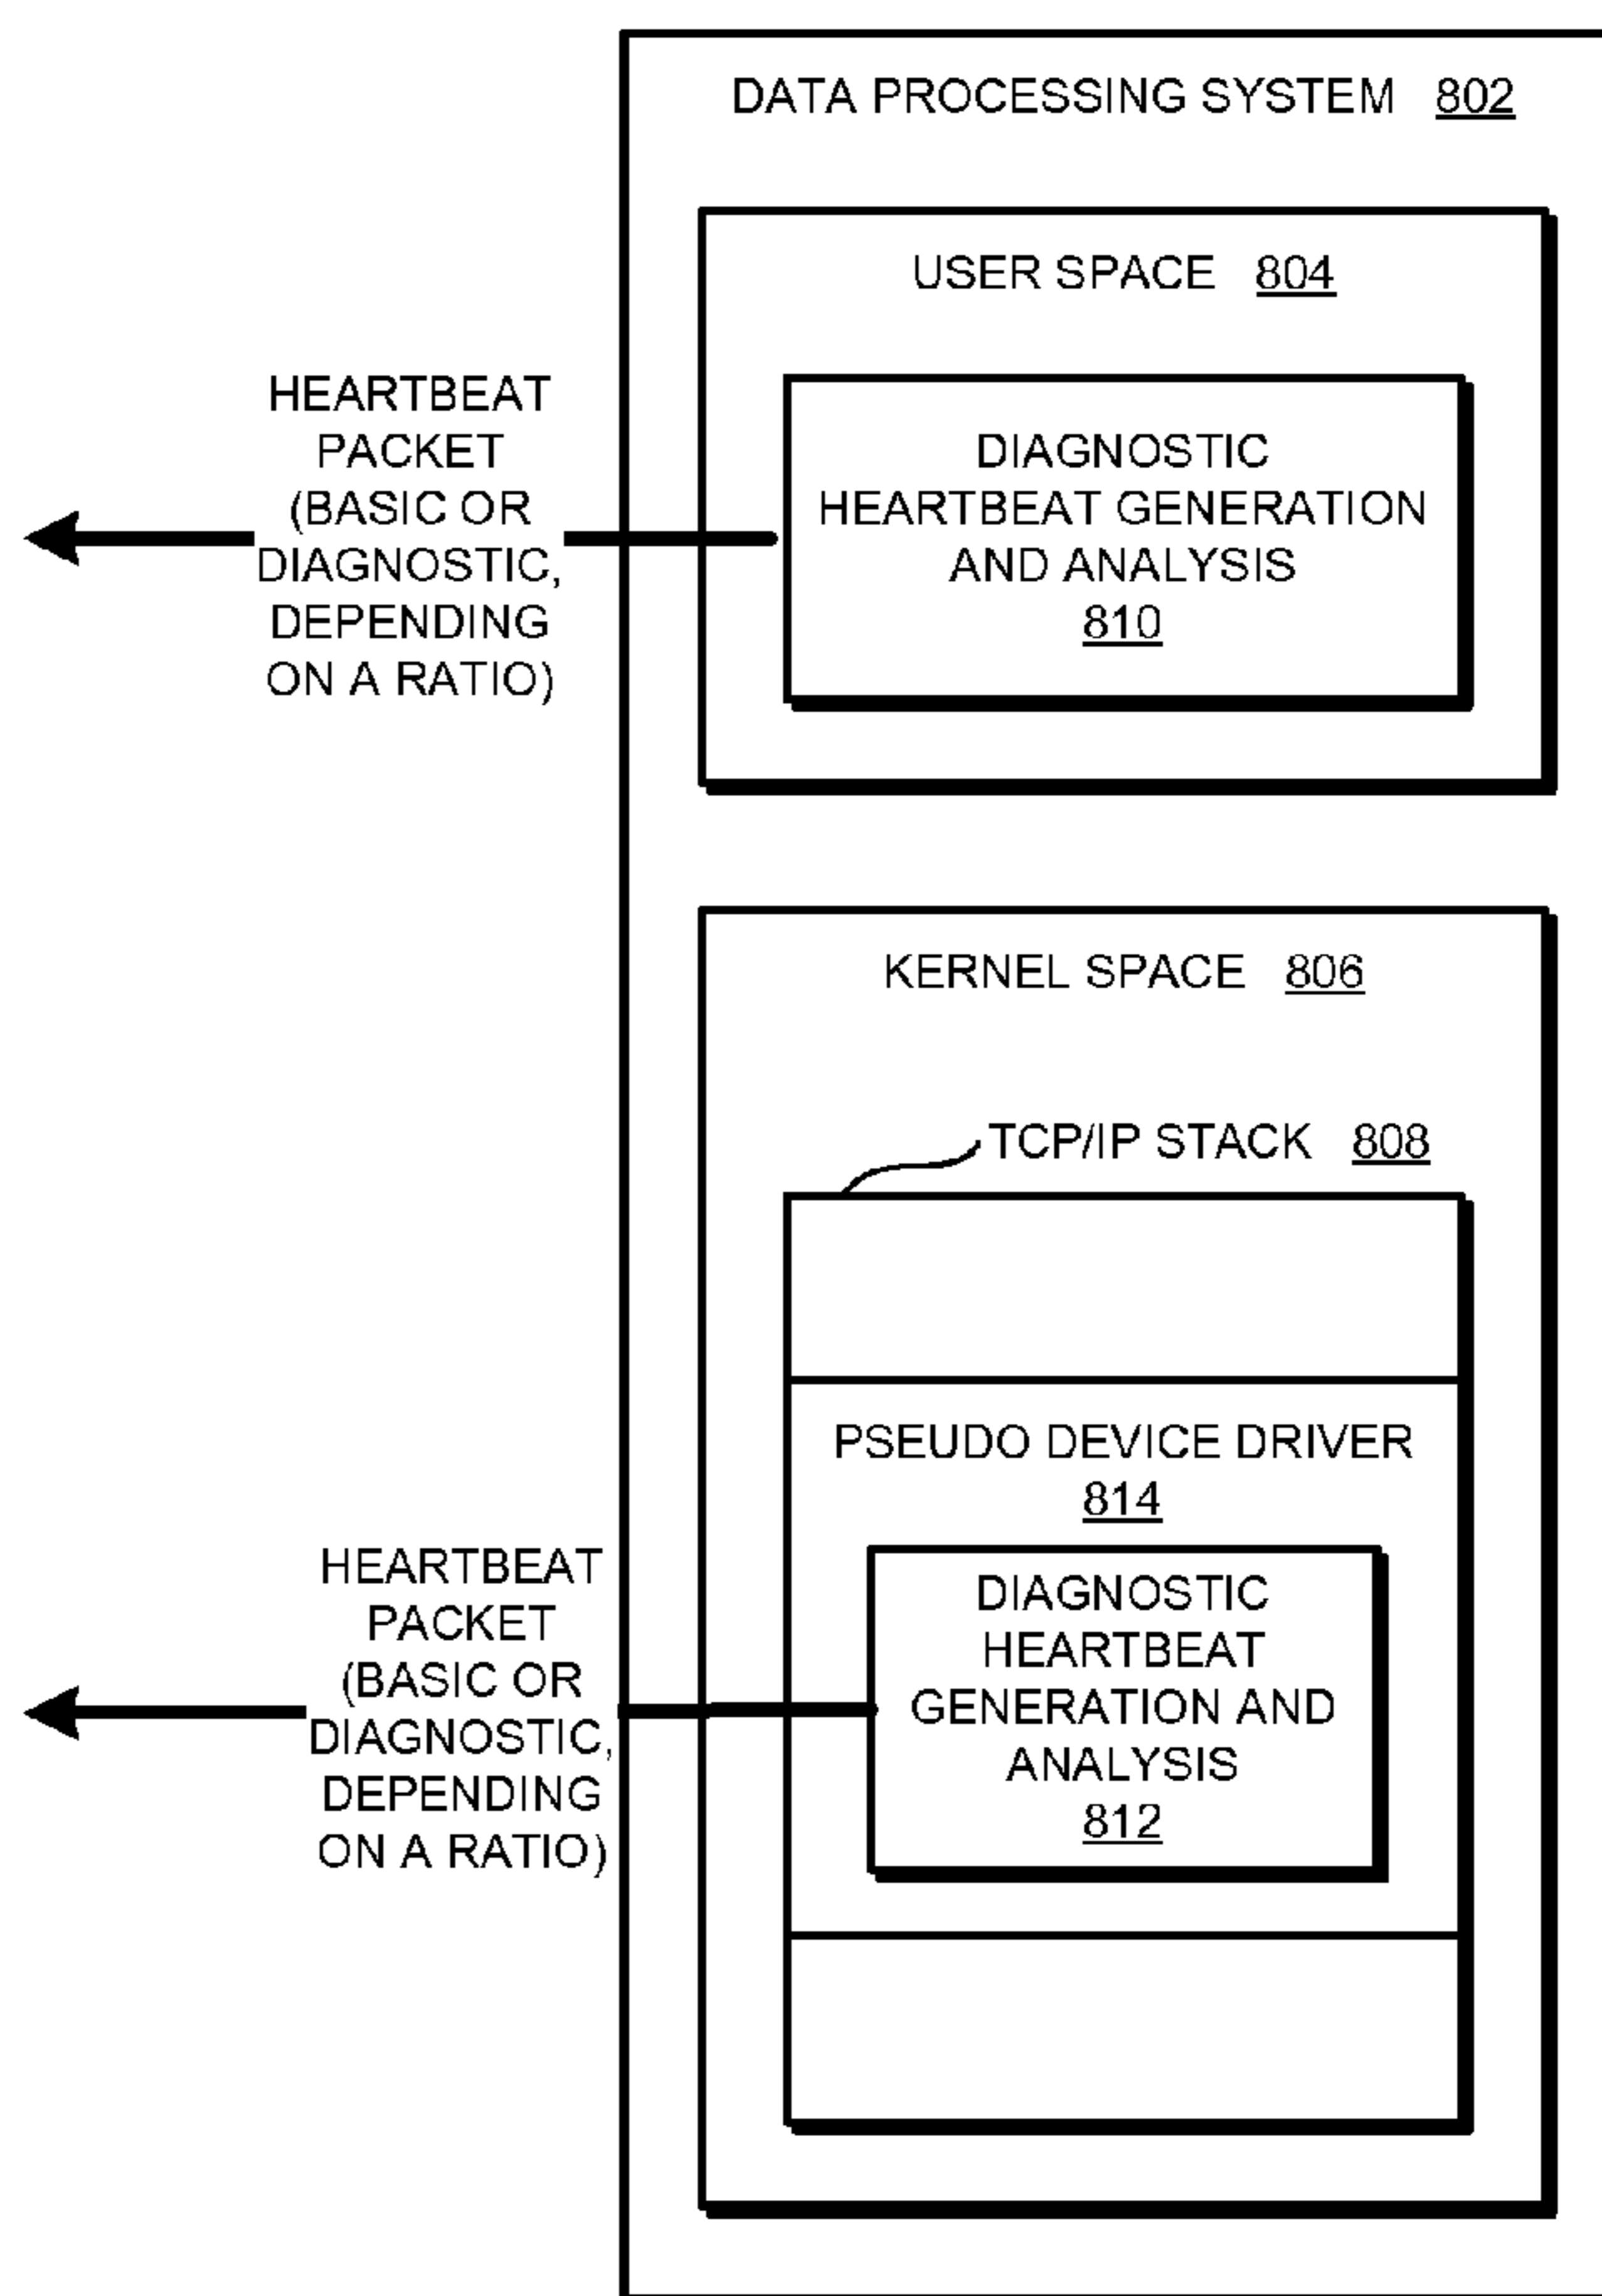 DATA PROCESSING SYSTEM 802
USER SPACE 804
HEARTBEAT
PACKET
(BASIC OR
DIAGNOSTIC,
DEPENDING
ON A RATIO)
DIAGNOSTIC
HEARTBEAT GENERATION
AND ANALYSIS
810
KERNEL SPACE 806
TCP/IP STACK 808
PSEUDO DEVICE DRIVER
814
HEARTBEAT
PACKET
(BASIC OR
DIAGNOSTIC,
DEPENDING
ON A RATIO)
DIAGNOSTIC
HEARTBEAT
GENERATION AND
ANALYSIS
812